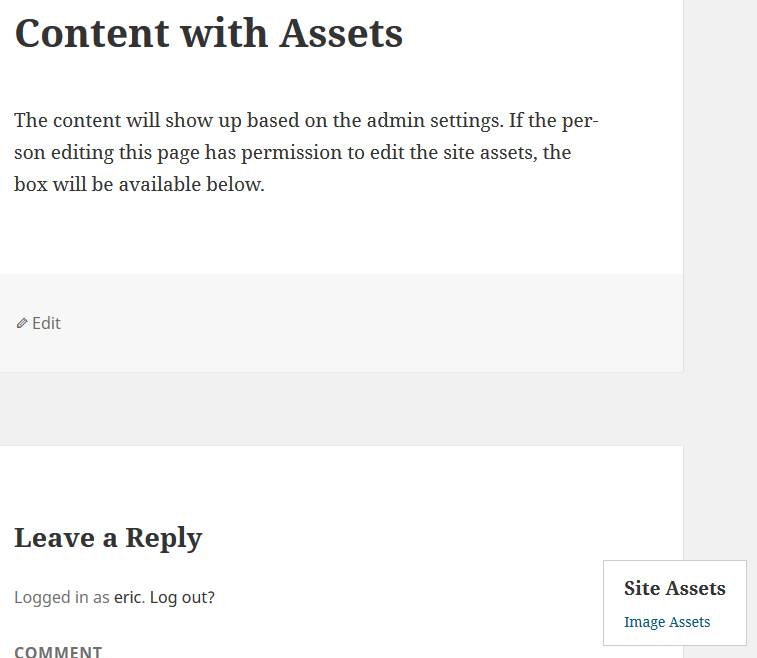 Content with Assets
The content will show up based on the admin settings. If the per-
son editing this page has permission to edit the site assets, the
box will be available below.
Edit
Leave a Reply
Logged in as eric. Log out?
COMMENT
Site Assets
Image Assets